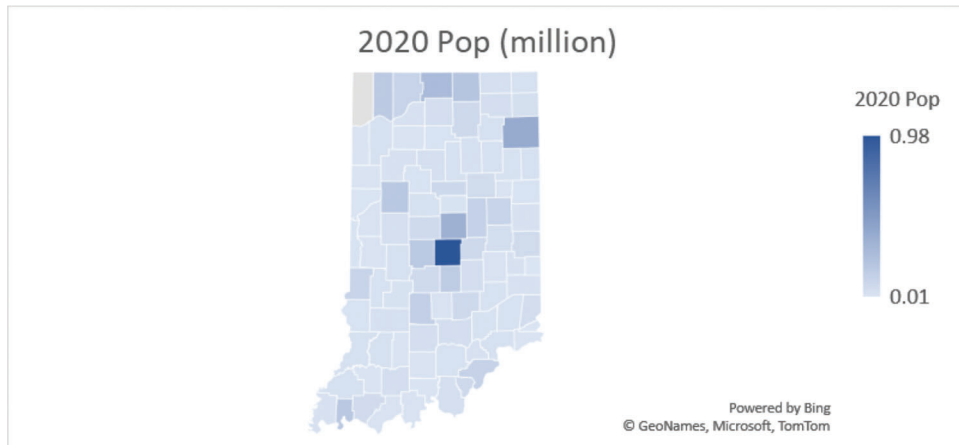 2020 Pop (million)
2020 Pop
0.98
0.01
Powered by Bing
© GeoNames, Microsoft, TomTom